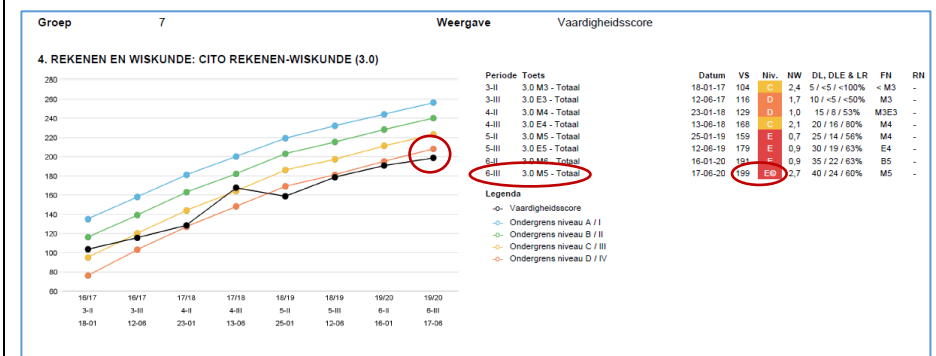 Groep 7 Weergave Vaardigheidsscore
4. REKENEN EN WISKUNDE: CITO REKENEN-WISKUNDE (3.0)
280
260
240
220
200
180
160
140
120
100
80
60
16/17 16/17 17/18 17/18 18/19 18/19 19/20 19/20
3-II 3-III 4-II 4-III 5-II 5-III 6-II 6-III
18-01 12-06 23-01 13-06 25-01 12-06 16-01 17-06
Periode Toets Datum VS Niv. NW DL, DLE & LR FN RN
3-II 3.0 M3 - Totaal 18-01-17 104 C 2,4 5 / <5 / <100% < M3 -
3-III 3.0 E3 - Totaal 12-06-17 116 D 1,7 10 / <5 / <50% M3 -
4-II 3.0 M4 - Totaal 23-01-18 129 D 1,0 15 / 8 / 53% M3E3 -
4-III 3.0 E4 - Totaal 13-06-18 168 C 2,1 20 / 16 / 80% M4 -
5-II 3.0 M5 - Totaal 25-01-19 159 E 0,7 25 / 14 / 56% M4 -
5-III 3.0 E5 - Totaal 12-06-19 179 E 0,9 30 / 19 / 63% E4 -
6-II 3.0 M6 - Totaal 16-01-20 191 E 0,9 35 / 22 / 63% B5 -
6-III 3.0 M5 - Totaal 17-06-20 199 E 2,7 40 / 24 / 60% M5 -
Legenda
Vaardigheidsscore
Ondergrens niveau A / I
Ondergrens niveau B / II
Ondergrens niveau C / III
Ondergrens niveau D / IV